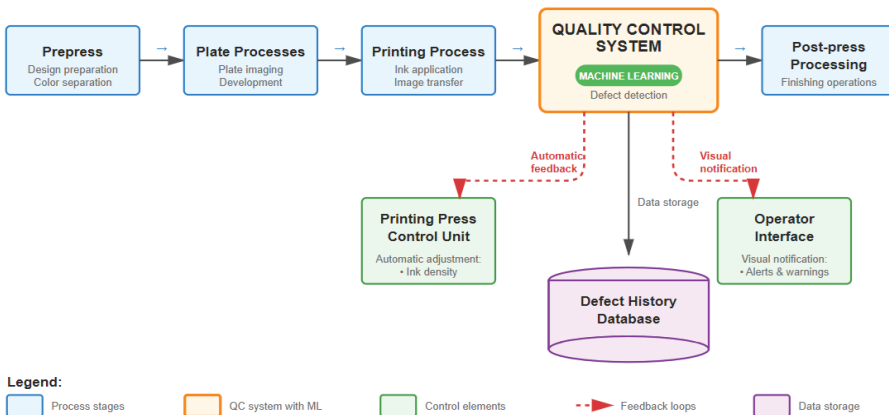 Prepress
Design preparation
Color separation
→
Plate Processes
Plate imaging
Development
→
Printing Process
Ink application
Image transfer
→
QUALITY CONTROL
SYSTEM
MACHINE LEARNING
Defect detection
→
Post-press
Processing
Finishing operations
Automatic
feedback
Visual
notification
Data storage
Printing Press
Control Unit
Automatic adjustment:
• Ink density
Operator
Interface
Visual notification:
• Alerts & warnings
Defect History
Database
Legend:
Process stages
QC system with ML
Control elements
Feedback loops
Data storage